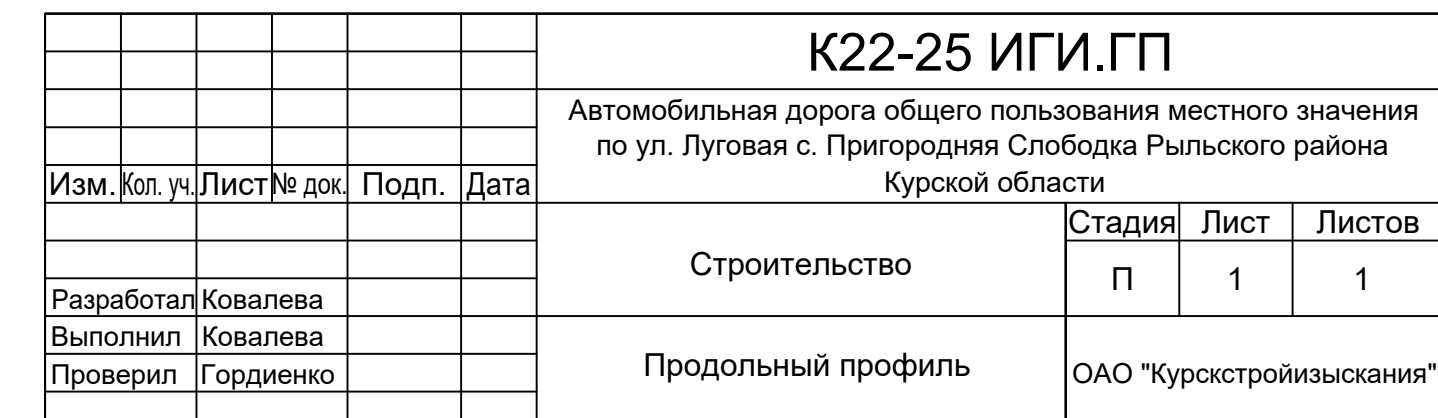 К22-25 ИГИ.ГП
Автомобильная дорога общего пользования местного значения
по ул. Луговая с. Пригородняя Слободка Рыльского района
Курской области
Изм. Кол. уч. Лист № док. Подп. Дата
Строительство
Стадия Лист Листов
П 1 1
Разработал Ковалева
Выполнил Ковалева
Проверил Гордиенко
Продольный профиль
ОАО "Курскстройизыскания"